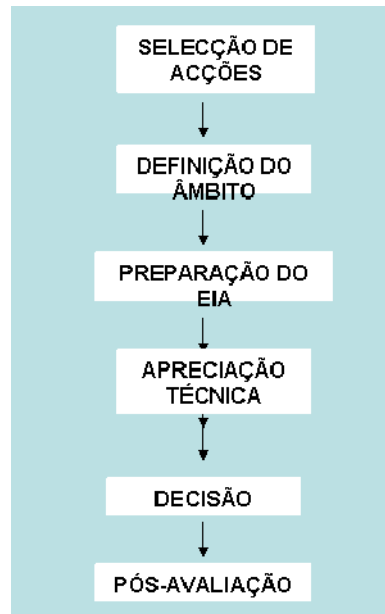 SELECÇÃO DE
ACÇÕES
DEFINIÇÃO DO
ÂMBITO
PREPARAÇÃO DO
EIA
APRECIAÇÃO
TÉCNICA
DECISÃO
PÓS-AVALIAÇÃO